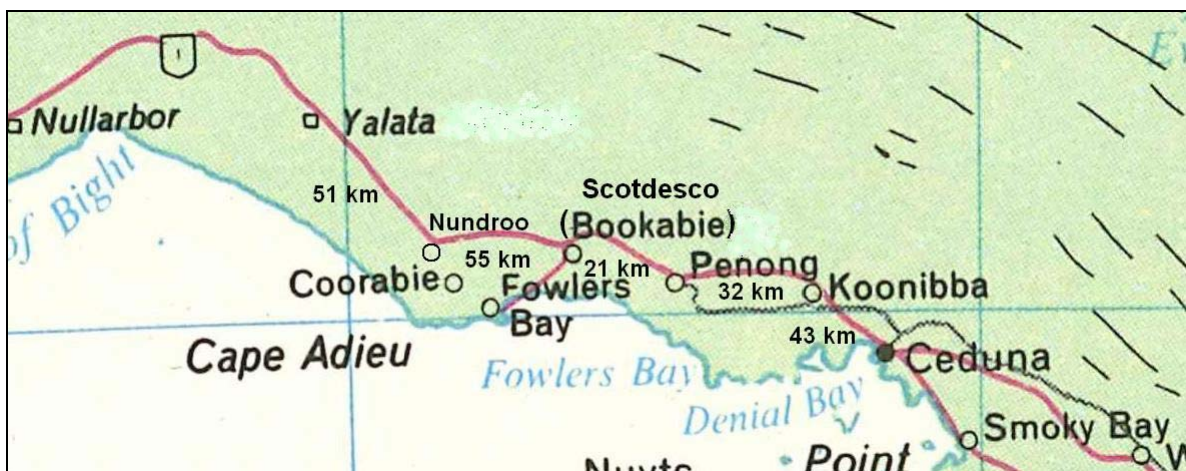 1
Nullarbor
Yalata
of Bight
51 km
Scotdesco
(Bookabie)
Nundroo
55 km
21 km
Penong
Coorabie
Fowlers
Bay
32 km
Koonibba
43 km
Cape Adieu
Ceduna
Fowlers Bay
Denial Bay
Smoky Bay
Point
Nuyts